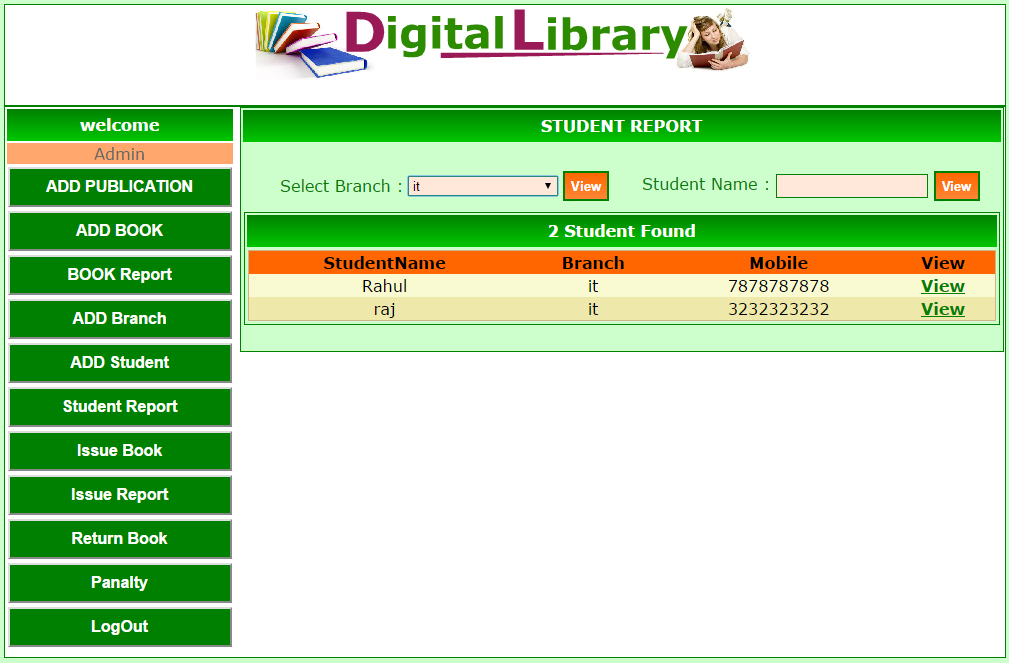 Digital Library
welcome
Admin
ADD PUBLICATION
ADD BOOK
BOOK Report
ADD Branch
ADD Student
Student Report
Issue Book
Issue Report
Return Book
Panalty
LogOut
STUDENT REPORT
Select Branch : it View Student Name : View
2 Student Found
StudentName Branch Mobile View
Rahul it 7878787878 View
raj it 3232323232 View